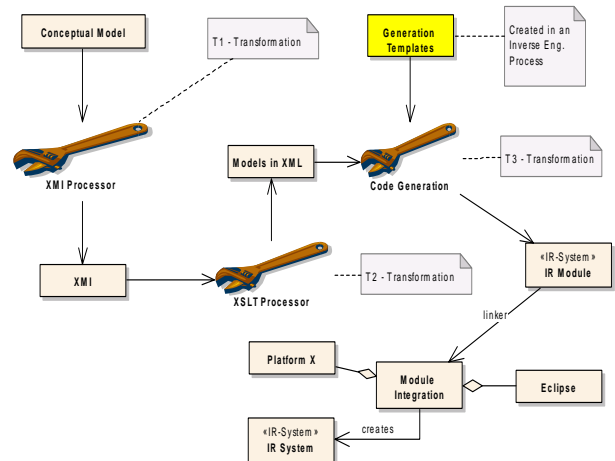 Conceptual Model
T1 - Transformation
Generation
Templates
Created in an
Inverse Eng.
Process
XMI Processor
Models in XML
Code Generation
T3 - Transformation
XMI
XSLT Processor
T2 - Transformation
«IR-System»
IR Module
linker
Platform X
Module
Integration
Eclipse
«IR-System»
IR System
creates